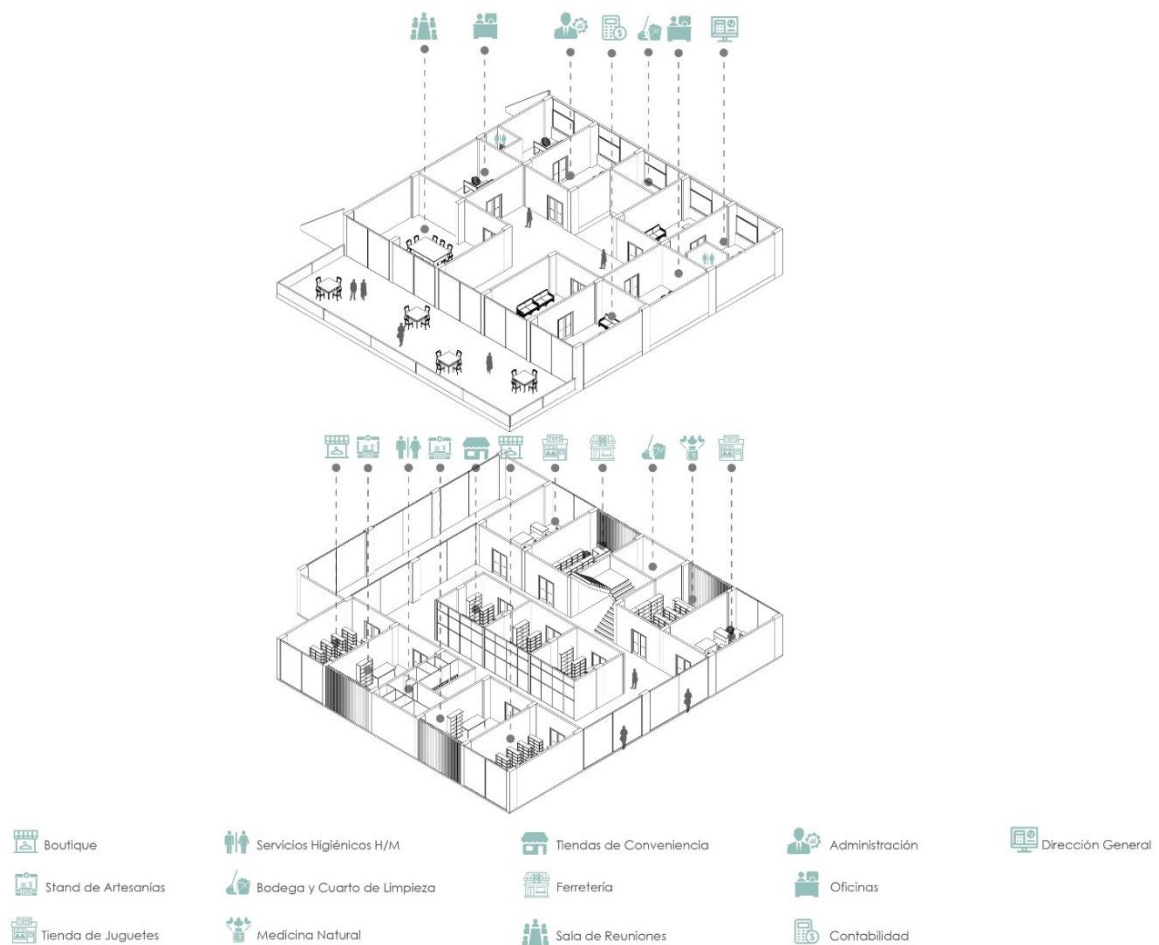 Boutique
Servicios Higiénicos H/M
Tiendas de Conveniencia
Administración
Dirección General
Stand de Artesanías
Bodega y Cuarto de Limpieza
Ferretería
Oficinas
Tienda de Juguetes
Medicina Natural
Sala de Reuniones
Contabilidad